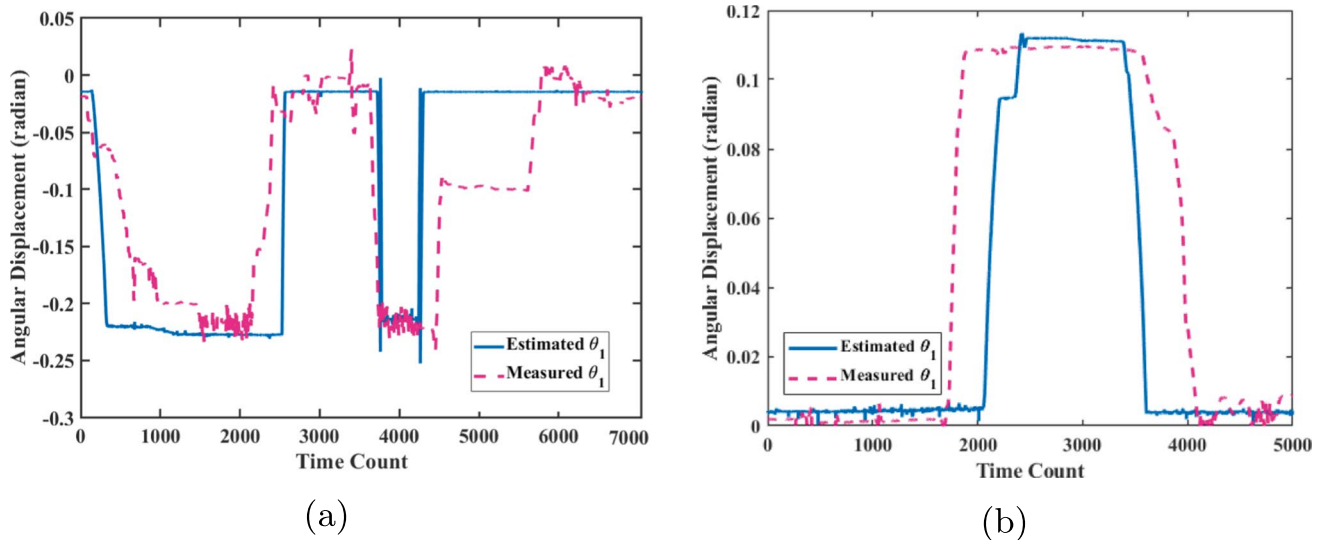 0.05
0
-0.05
-0.1
-0.15
-0.2
-0.25
-0.3
Angular Displacement (radian)
0 1000 2000 3000 4000 5000 6000 7000
Time Count
Estimated θ1
Measured θ1
(a)
0.12
0.1
0.08
0.06
0.04
0.02
0
Angular Displacement (radian)
0 1000 2000 3000 4000 5000
Time Count
Estimated θ1
Measured θ1
(b)